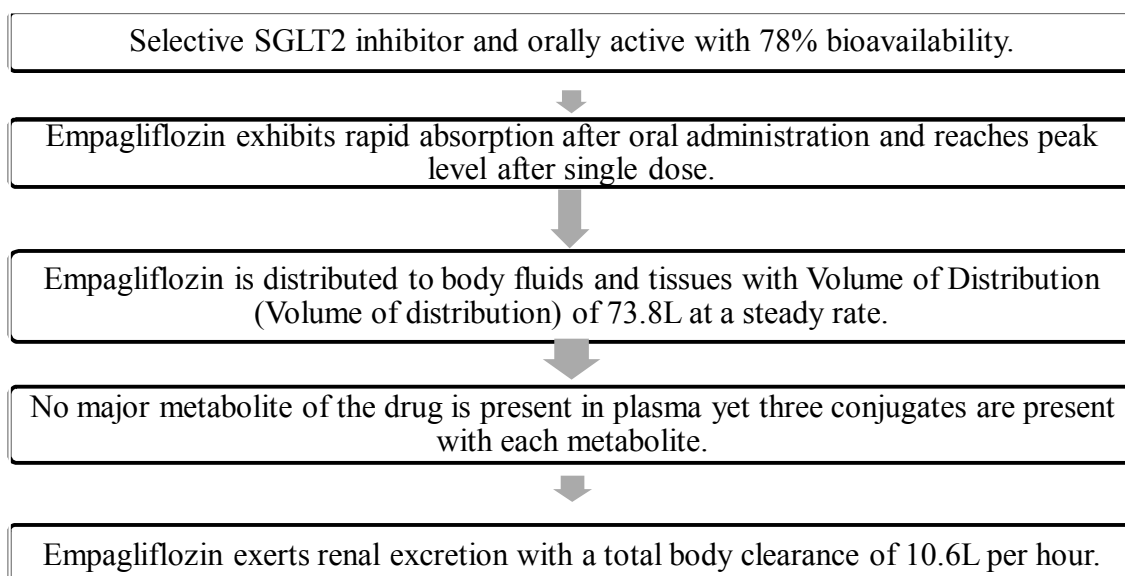 Selective SGLT2 inhibitor and orally active with 78% bioavailability.
Empagliflozin exhibits rapid absorption after oral administration and reaches peak
level after single dose.
Empagliflozin is distributed to body fluids and tissues with Volume of Distribution
(Volume of distribution) of 73.8L at a steady rate.
No major metabolite of the drug is present in plasma yet three conjugates are present
with each metabolite.
Empagliflozin exerts renal excretion with a total body clearance of 10.6L per hour.